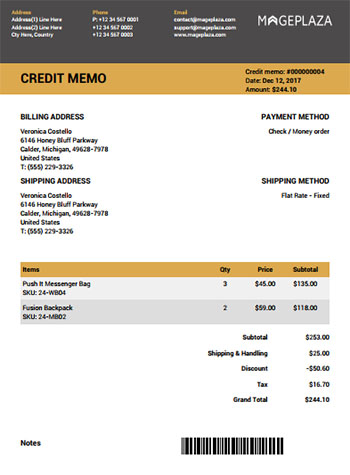 Address
Address(1) Line Here
Address(2) Line Here
City Here, Country
Phone
P: +12 34 567 0001
+12 34 567 0002
+12 34 567 0003
Email
contact@mageplaza.com
support@mageplaza.com
www.mageplaza.com
MAGEPLAZA
CREDIT MEMO
Credit memo: #000000004
Date: Dec 12, 2017
Amount: $244.10
BILLING ADDRESS
Veronica Costello
6146 Honey Bluff Parkway
Calder, Michigan, 49628-7978
United States
T: (555) 229-3326
PAYMENT METHOD
Check / Money order
SHIPPING ADDRESS
Veronica Costello
6146 Honey Bluff Parkway
Calder, Michigan, 49628-7978
United States
T: (555) 229-3326
SHIPPING METHOD
Flat Rate - Fixed
Items Qty Price Subtotal
Push It Messenger Bag 3 $45.00 $135.00
SKU: 24-WB04
Fusion Backpack 2 $59.00 $118.00
SKU: 24-MB02
Subtotal $253.00
Shipping & Handling $25.00
Discount -$50.60
Tax $16.70
Grand Total $244.10
Notes